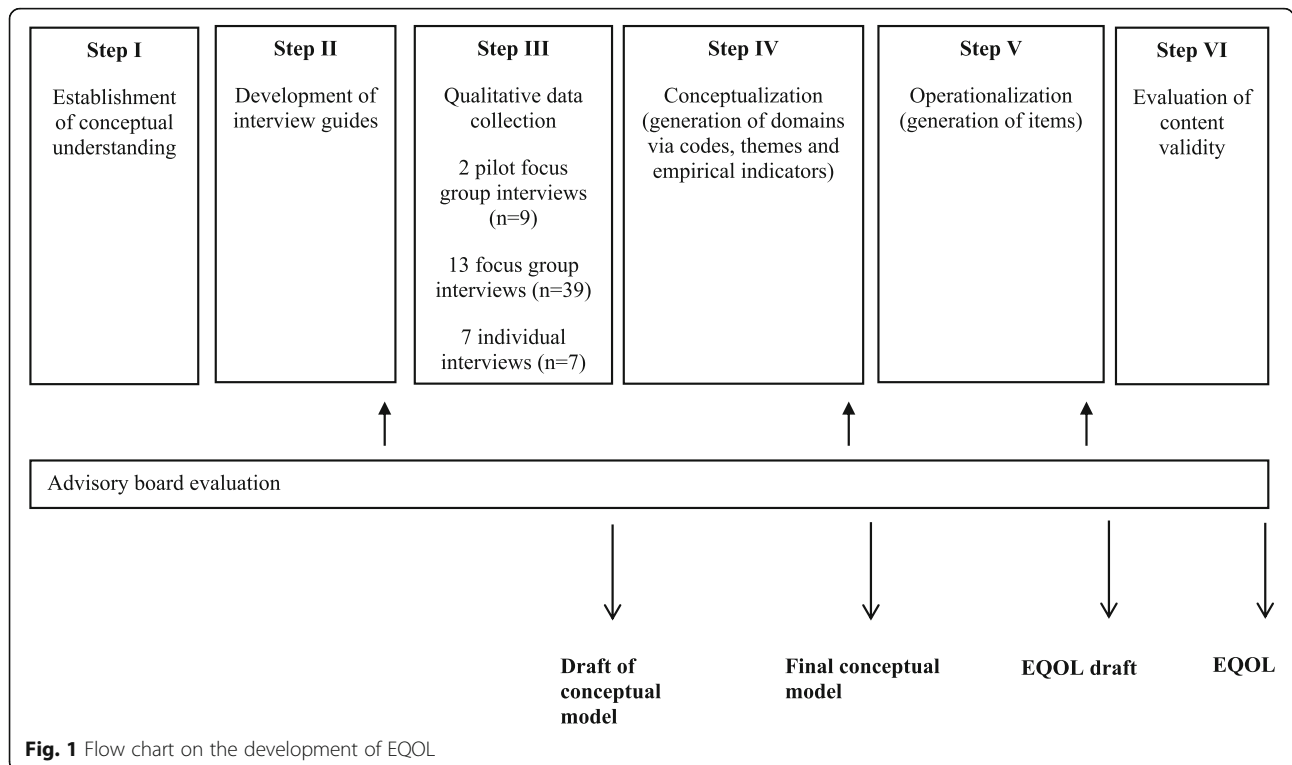 Step I
Establishment
of conceptual
understanding
Step II
Development of
interview guides
Step III
Qualitative data
collection
2 pilot focus
group interviews
(n=9)
13 focus group
interviews (n=39)
7 individual
interviews (n=7)
Step IV
Conceptualization
(generation of domains
via codes, themes and
empirical indicators)
Step V
Operationalization
(generation of items)
Step VI
Evaluation of
content
validity
Advisory board evaluation
Draft of
conceptual
model
Final conceptual
model
EQOL draft
EQOL
Fig. 1 Flow chart on the development of EQOL